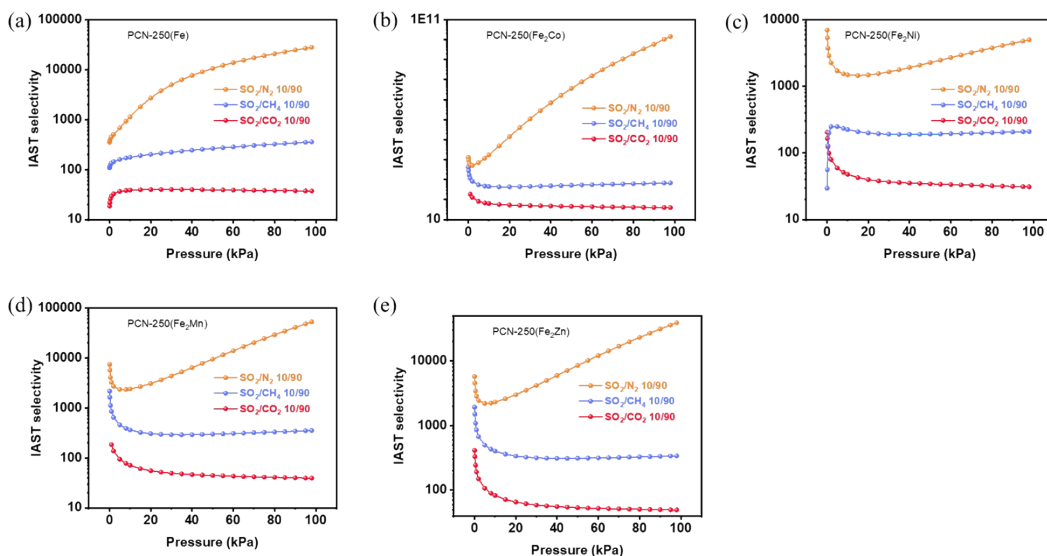 (a)
PCN-250(Fe)
100000
10000
1000
100
10
IAST selectivity
SO₂/N₂ 10/90
SO₂/CH₄ 10/90
SO₂/CO₂ 10/90
0 20 40 60 80 100
Pressure (kPa)
(b)
PCN-250(Fe₂Co)
1E11
10
IAST selectivity
SO₂/N₂ 10/90
SO₂/CH₄ 10/90
SO₂/CO₂ 10/90
0 20 40 60 80 100
Pressure (kPa)
(c)
PCN-250(Fe₂Ni)
10000
1000
100
10
IAST selectivity
SO₂/N₂ 10/90
SO₂/CH₄ 10/90
SO₂/CO₂ 10/90
0 20 40 60 80 100
Pressure (kPa)
(d)
PCN-250(Fe₂Mn)
100000
10000
1000
100
10
IAST selectivity
SO₂/N₂ 10/90
SO₂/CH₄ 10/90
SO₂/CO₂ 10/90
0 20 40 60 80 100
Pressure (kPa)
(e)
PCN-250(Fe₂Zn)
10000
1000
100
IAST selectivity
SO₂/N₂ 10/90
SO₂/CH₄ 10/90
SO₂/CO₂ 10/90
0 20 40 60 80 100
Pressure (kPa)